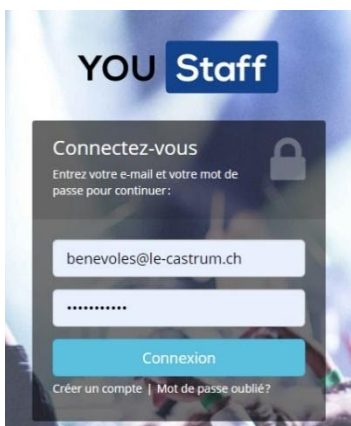 YOU Staff
Connectez-vous
Entrez votre e-mail et votre mot de
passe pour continuer :
benevoles@le-castrum.ch
•••••••••••
Connexion
Créer un compte | Mot de passe oublié ?